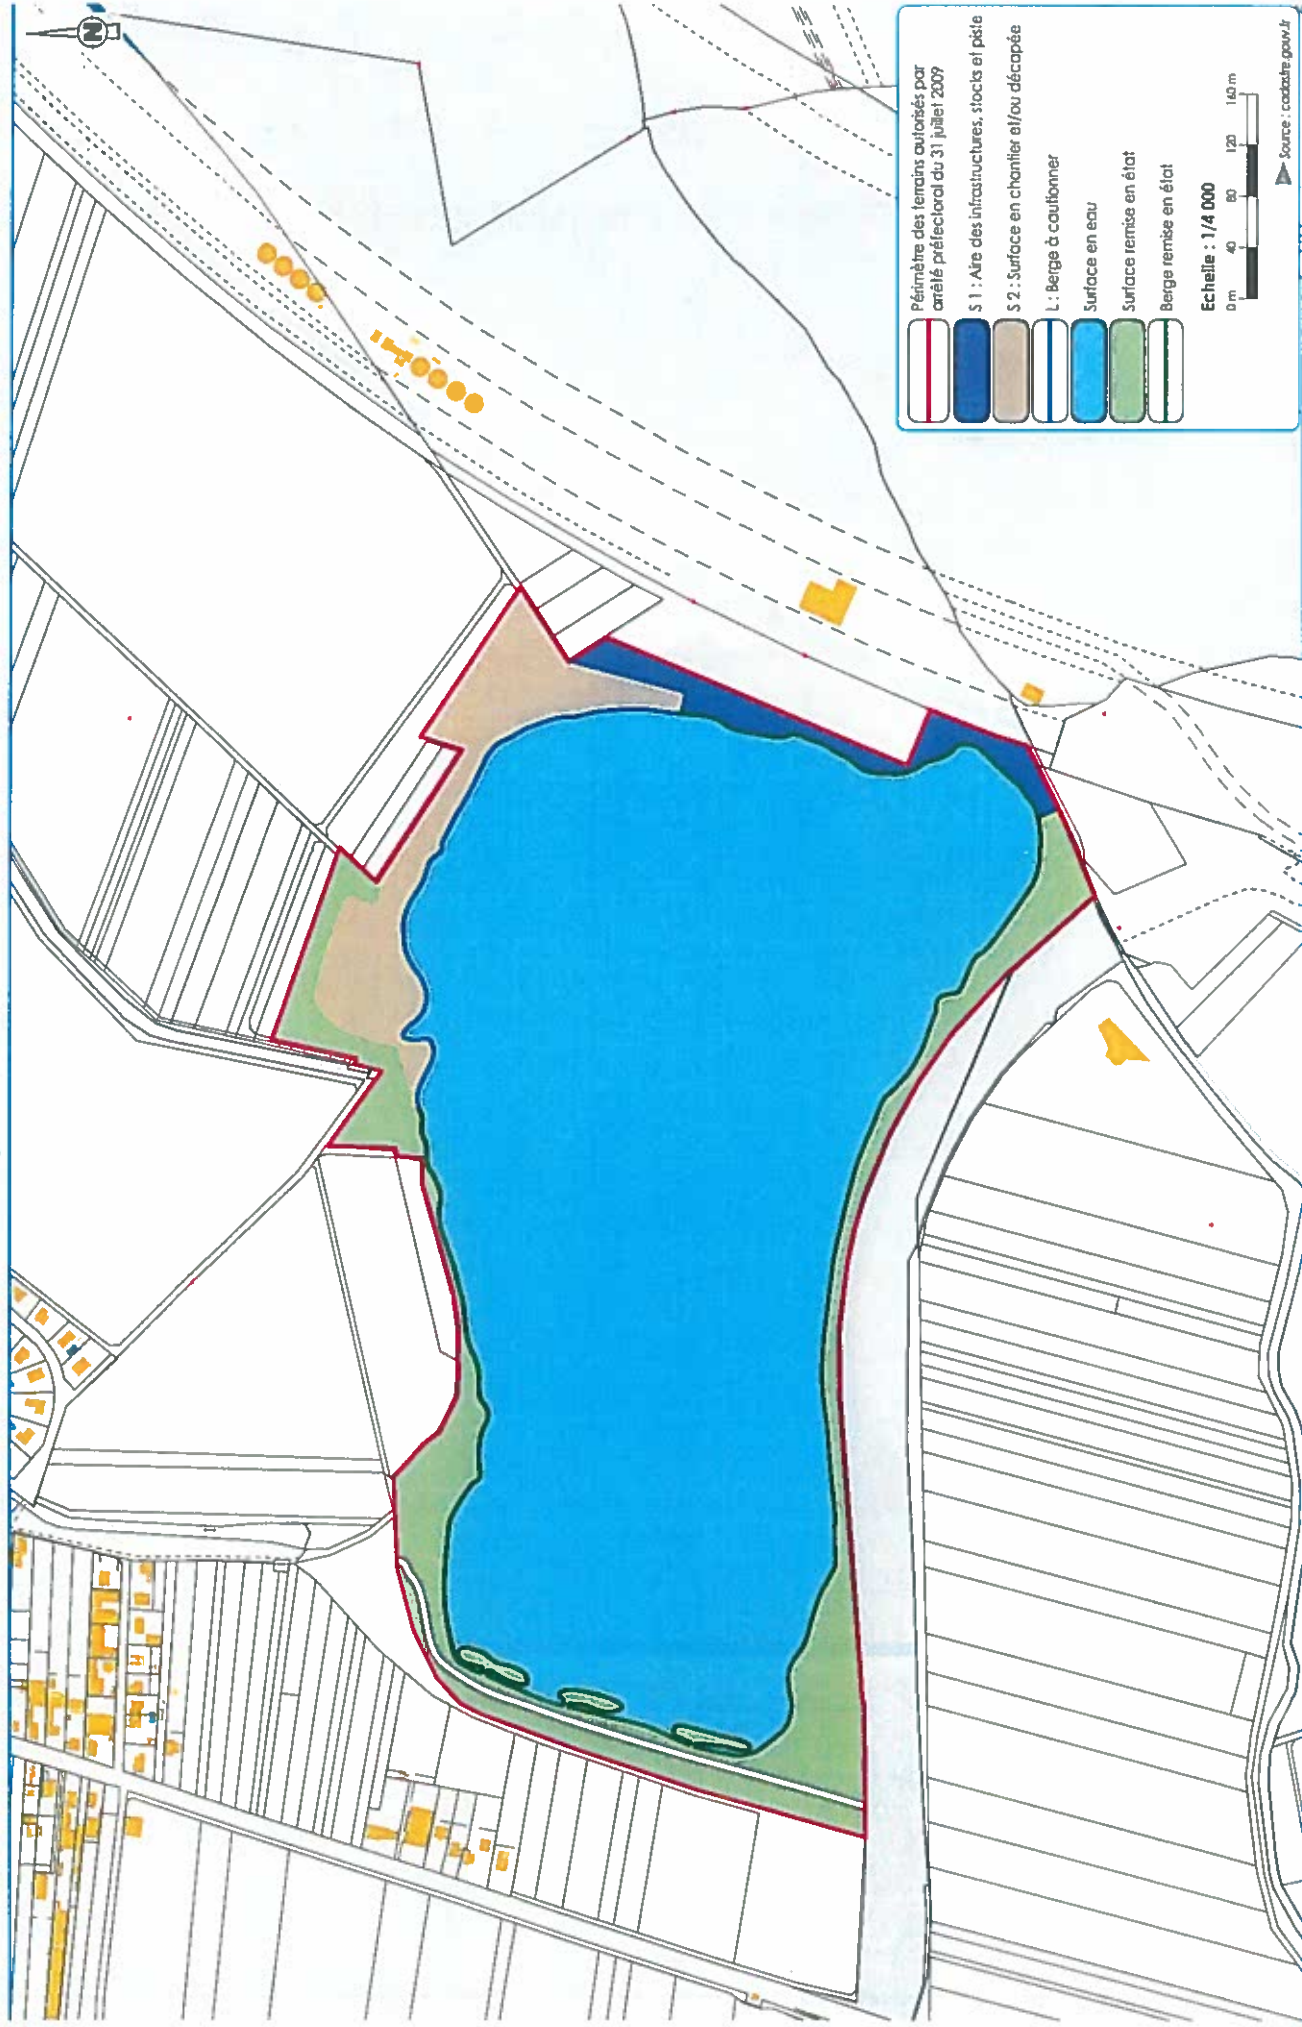 N
Périmètre des terrains autorisés par
arrêté préfectoral du 31 juillet 2009
S 1 : Aire des infrastructures, stocks et piste
S 2 : Surface en chantier et/ou décapée
L : Berge à cautionner
Surface en eau
Surface remise en état
Berge remise en état
Echelle : 1/4 000
0 m 40 80 120 160 m
Source : cadastre.gouv.fr